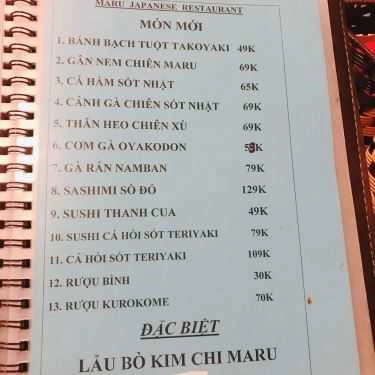 MARU JAPANESE RESTAURANT
MÓN MỚI
1. BÁNH BẠCH TUỘT TAKOYAKI 49K
2. GÂN NEM CHIÊN MARU 69K
3. CÁ HẰM SỐT NHẬT 65K
4. CÁNH GÀ CHIÊN SỐT NHẬT 69K
5. THĂN HEO CHIÊN XÙ 69K
6. CƠM GÀ OYAKODON
7. GÀ RÁN NAMBAN 79K
8. SASHIMI SÒ ĐỎ 129K
9. SUSHI THANH CUA 49K
10. SUSHI CÁ HỒI SỐT TERIYAKI 79K
11. CÁ HỒI SỐT TERIYAKI 109K
12. RƯỢU BÌNH 30K
13. RƯỢU KUROKOME 70K
ĐẶC BIỆT
LẨU BÒ KIM CHI MARU